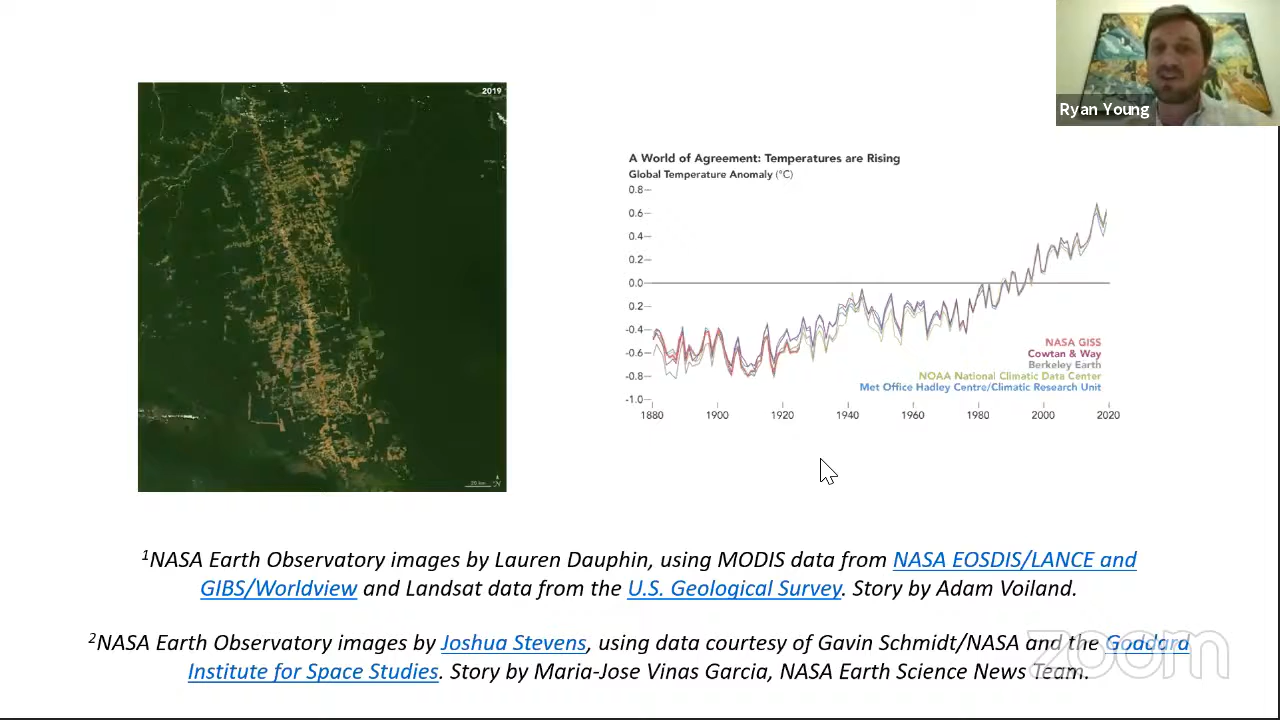 Ryan Young
2019
20 km
N
A World of Agreement: Temperatures are Rising
Global Temperature Anomaly (°C)
0.8
0.6
0.4
0.2
0.0
0.2
-0.4
-0.6
-0.8
-1.0
1880 1900 1920 1940 1960 1980 2000 2020
NASA GISS
Cowtan & Way
Berkeley Earth
NOAA National Climatic Data Center
Met Office Hadley Centre/Climatic Research Unit
1NASA Earth Observatory images by Lauren Dauphin, using MODIS data from NASA EOSDIS/LANCE and
GIBS/Worldview and Landsat data from the U.S. Geological Survey. Story by Adam Voiland.
2NASA Earth Observatory images by Joshua Stevens, using data courtesy of Gavin Schmidt/NASA and the Goddard
Institute for Space Studies. Story by Maria-Jose Vinas Garcia, NASA Earth Science News Team.
zoom